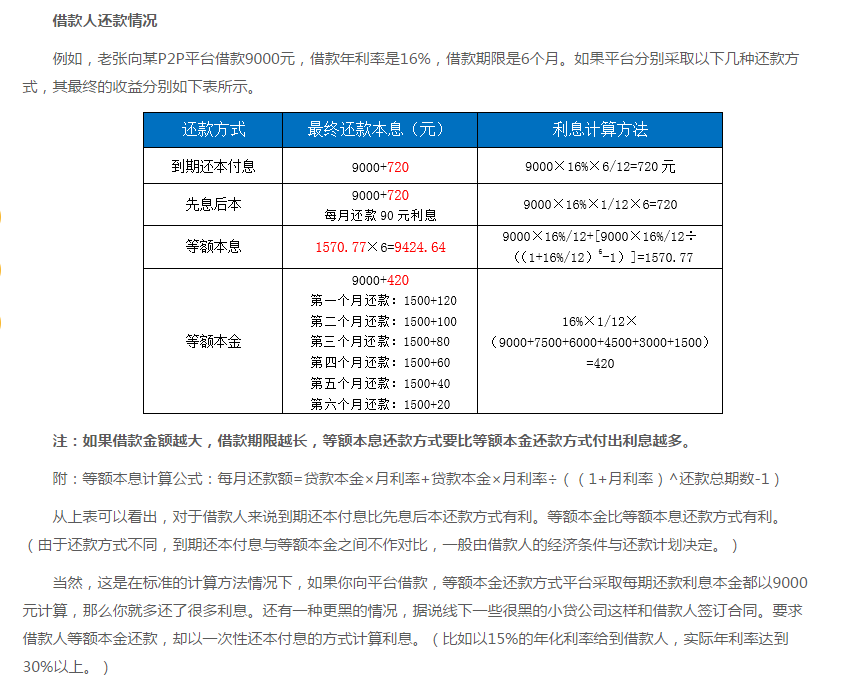 借款人还款情况
例如，老张向某P2P平台借款9000元，借款年利率是16%，借款期限是6个月。如果平台分别采取以下几种还款方
式，其最终的收益分别如下表所示。
还款方式 最终还款本息（元） 利息计算方法
到期还本付息 9000+720 9000×16%×6/12=720 元
先息后本 9000+720
每月还款 90 元利息
9000×16%×1/12×6=720
等额本息 1570.77×6=9424.64 9000×16%/12+[9000×16%/12÷
（(1+16%/12）⁶-1）]=1570.77
等额本金 9000+420
第一个月还款：1500+120
第二个月还款：1500+100
第三个月还款：1500+80
第四个月还款：1500+60
第五个月还款：1500+40
第六个月还款：1500+20
16%×1/12×
（9000+7500+6000+4500+3000+1500）
=420
注：如果借款金额越大，借款期限越长，等额本息还款方式要比等额本金还款方式付出利息越多。
附：等额本息计算公式：每月还款额=贷款本金×月利率+贷款本金×月利率÷（（1+月利率）^还款总期数-1）
从上表可以看出，对于借款人来说到期还本付息比先息后本还款方式有利。等额本金比等额本息还款方式有利。
（由于还款方式不同，到期还本付息与等额本金之间不作对比，一般由借款人的经济条件与还款计划决定。）
当然，这是在标准的计算方法情况下，如果你向平台借款，等额本金还款方式平台采取每期还款利息本金都以9000
元计算，那么你就多还了很多利息。还有一种更黑的情况，据说线下一些很黑的小贷公司这样和借款人签订合同。要求
借款人等额本金还款，却以一次性还本付息的方式计算利息。（比如以15%的年化利率给到借款人，实际年利率达到
30%以上。）